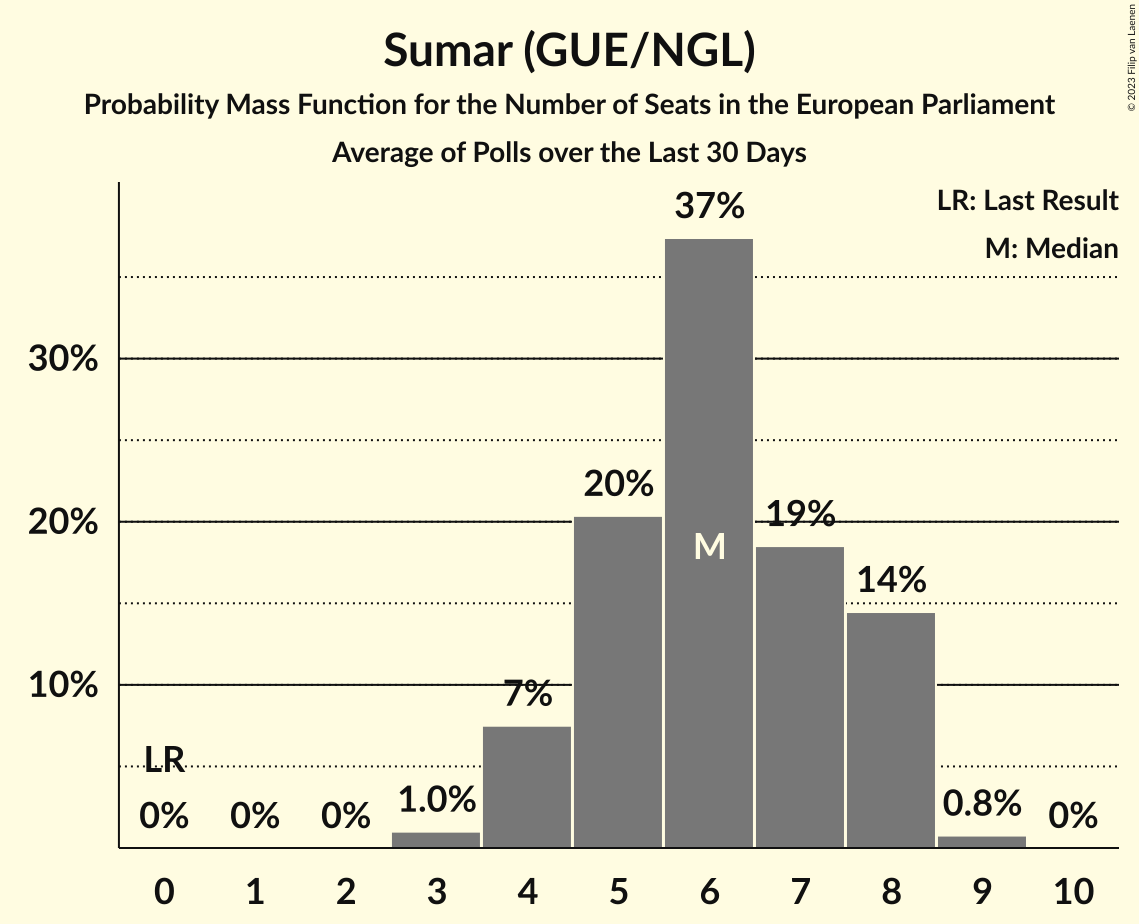 Sumar (GUE/NGL)
Probability Mass Function for the Number of Seats in the European Parliament
Average of Polls over the Last 30 Days
© 2023 Filip van Laenen
LR: Last Result
M: Median
37%
30%
20%
20%
19%
M
14%
10%
7%
LR
0%
0%
0%
1.0%
0.8%
0%
0 1 2 3 4 5 6 7 8 9 10